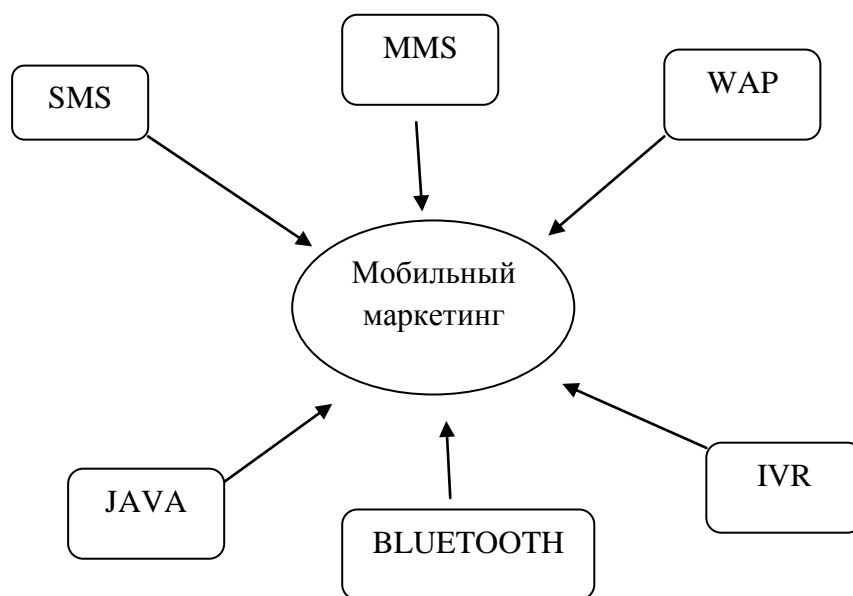 MMS
SMS
WAP
Мобильный
маркетинг
JAVA
BLUETOOTH
IVR